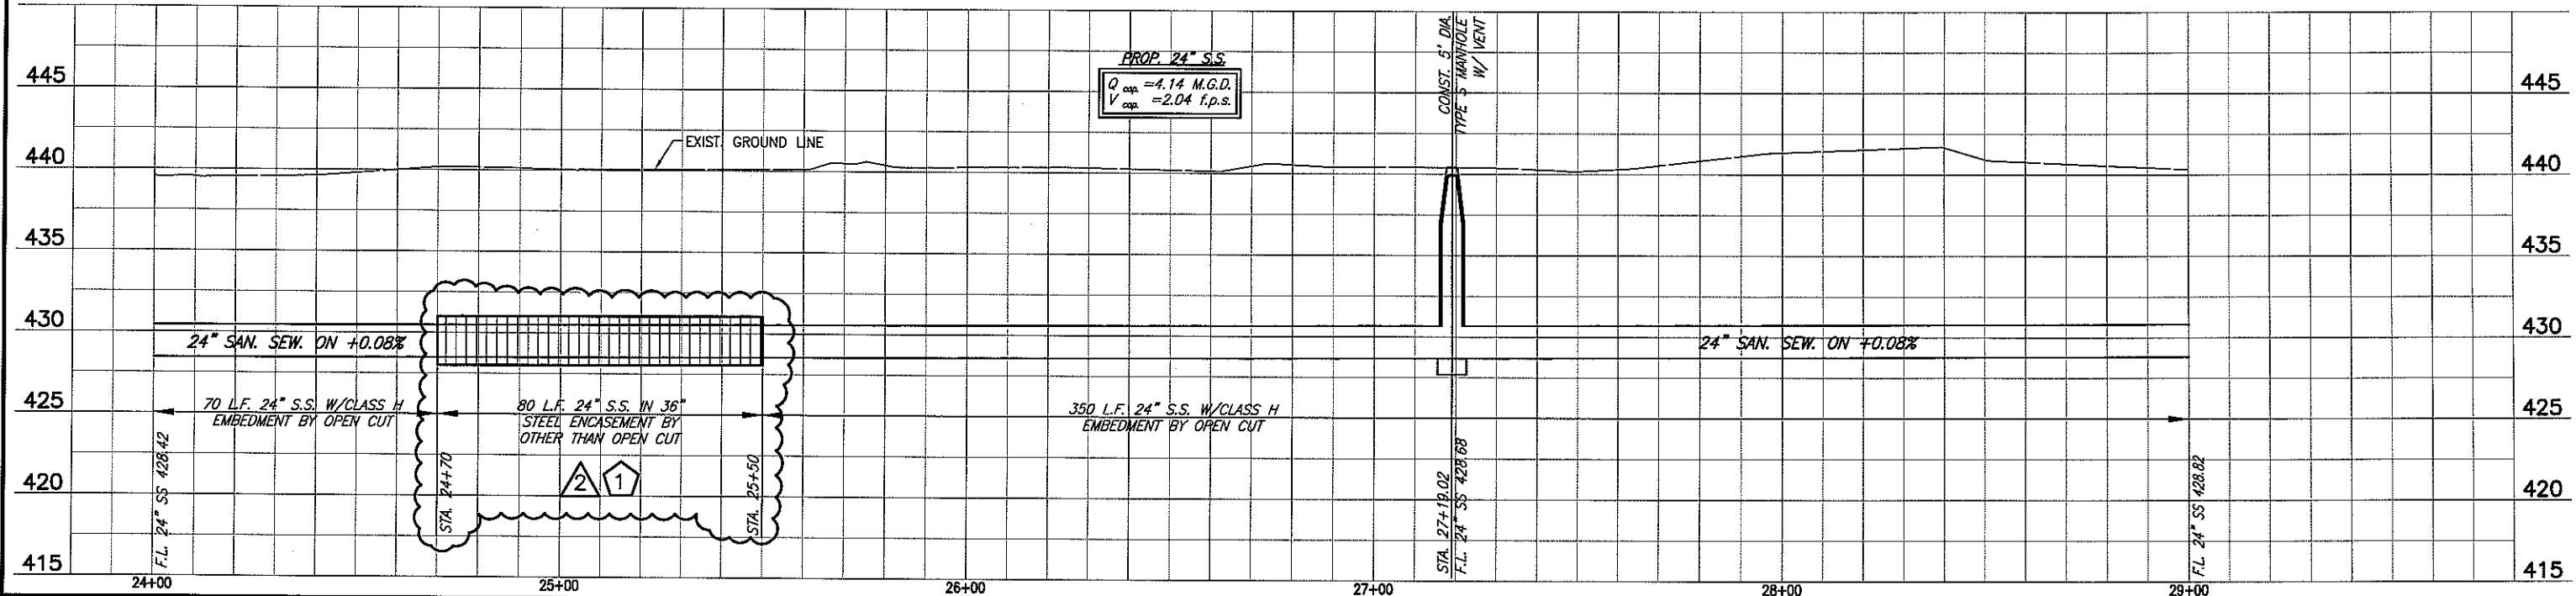 PROP. 24" S.S.
Q cap. =4.14 M.G.D.
V cap. =2.04 f.p.s.
CONST. 5' DIA.
TYPE S MANHOLE
W/ VENT
445
445
EXIST. GROUND LINE
440
440
435
435
430
430
24" SAN. SEW. ON +0.08%
24" SAN. SEW. ON +0.08%
425
425
70 L.F. 24" S.S. W/CLASS H
EMBEDMENT BY OPEN CUT
80 L.F. 24" S.S. IN 36"
STEEL ENCASEMENT BY
OTHER THAN OPEN CUT
350 L.F. 24" S.S. W/CLASS H
EMBEDMENT BY OPEN CUT
F.L. 24" SS 428.42
STA. 24+70
2
1
STA. 25+50
STA. 27+19.02
F.L. 24" SS 428.68
F.L. 24" SS 428.82
420
420
415
415
24+00
25+00
26+00
27+00
28+00
29+00